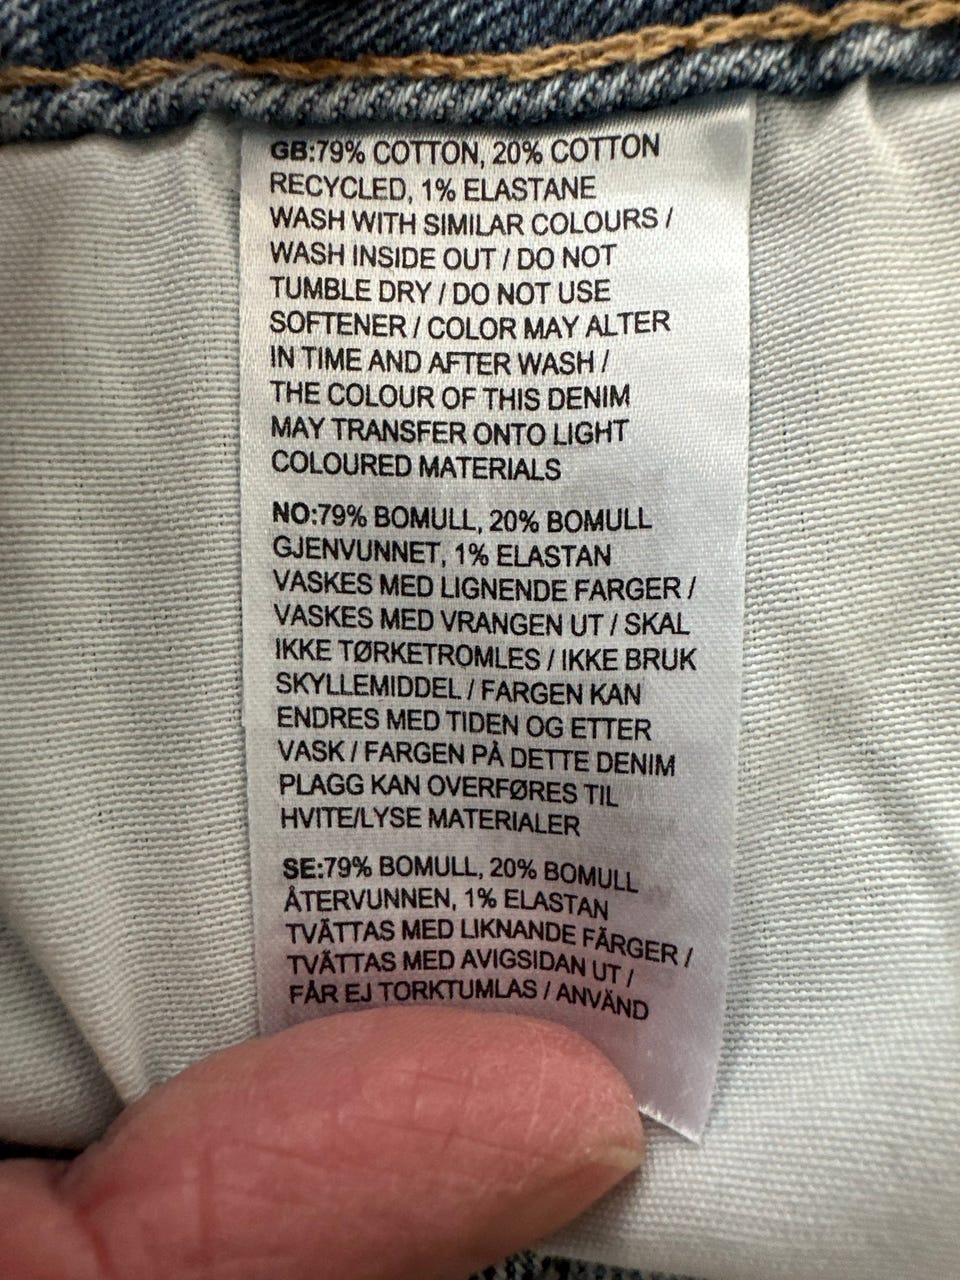 GB:79% COTTON, 20% COTTON
RECYCLED, 1% ELASTANE
WASH WITH SIMILAR COLOURS /
WASH INSIDE OUT / DO NOT
TUMBLE DRY / DO NOT USE
SOFTENER / COLOR MAY ALTER
IN TIME AND AFTER WASH /
THE COLOUR OF THIS DENIM
MAY TRANSFER ONTO LIGHT
COLOURED MATERIALS
NO:79% BOMULL, 20% BOMULL
GJENVUNNET, 1% ELASTAN
VASKES MED LIGNENDE FARGER /
VASKES MED VRANGEN UT / SKAL
IKKE TØRKETROMLES / IKKE BRUK
SKYLLEMIDDEL / FARGEN KAN
ENDRES MED TIDEN OG ETTER
VASK / FARGEN PÅ DETTE DENIM
PLAGG KAN OVERFØRES TIL
HVITE/LYSE MATERIALER
SE:79% BOMULL, 20% BOMULL
ÅTERVUNNEN, 1% ELASTAN
TVÄTTAS MED LIKNANDE FÄRGER /
TVÄTTAS MED AVIGSIDAN UT /
FÅR EJ TORKTUMLAS / ANVÄND